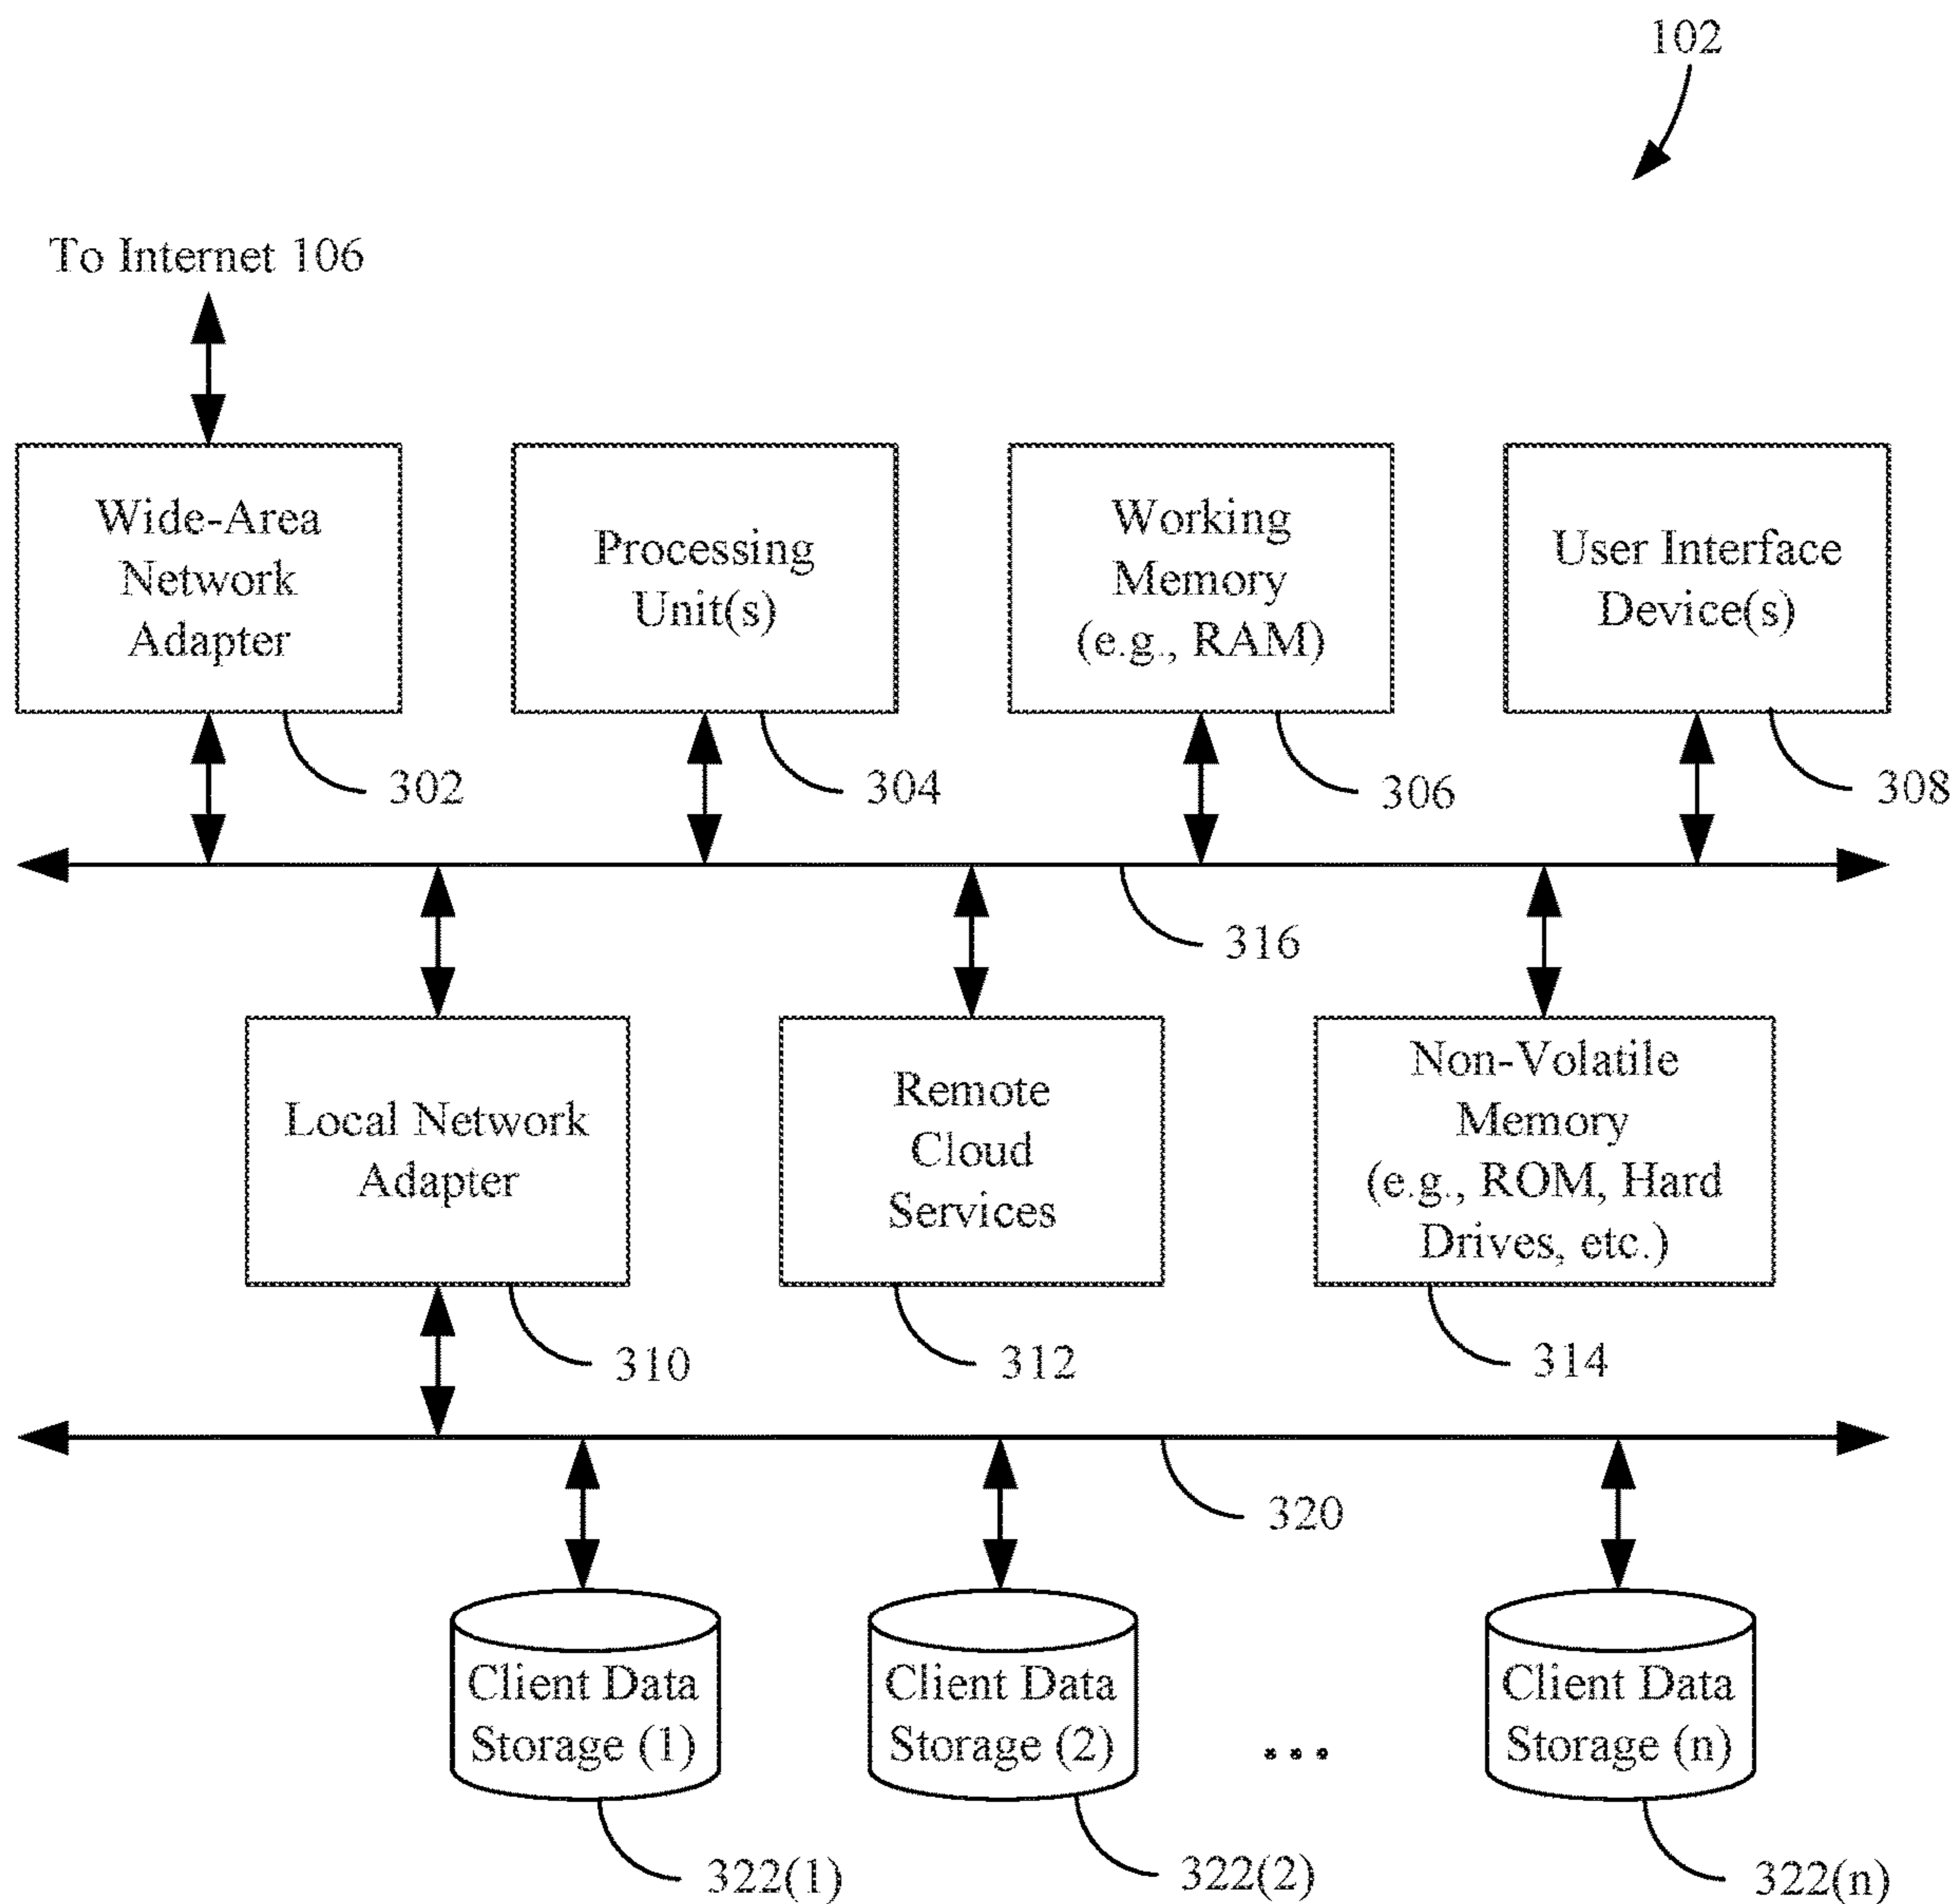 102
To Internet 106
Wide-Area
Network
Adapter
Processing
Unit(s)
Working
Memory
(e.g., RAM)
User Interface
Device(s)
302
304
306
308
316
Local Network
Adapter
Remote
Cloud
Services
Non-Volatile
Memory
(e.g., ROM, Hard
Drives, etc.)
310
312
314
320
Client Data
Storage (1)
Client Data
Storage (2)
...
Client Data
Storage (n)
322(1)
322(2)
322(n)